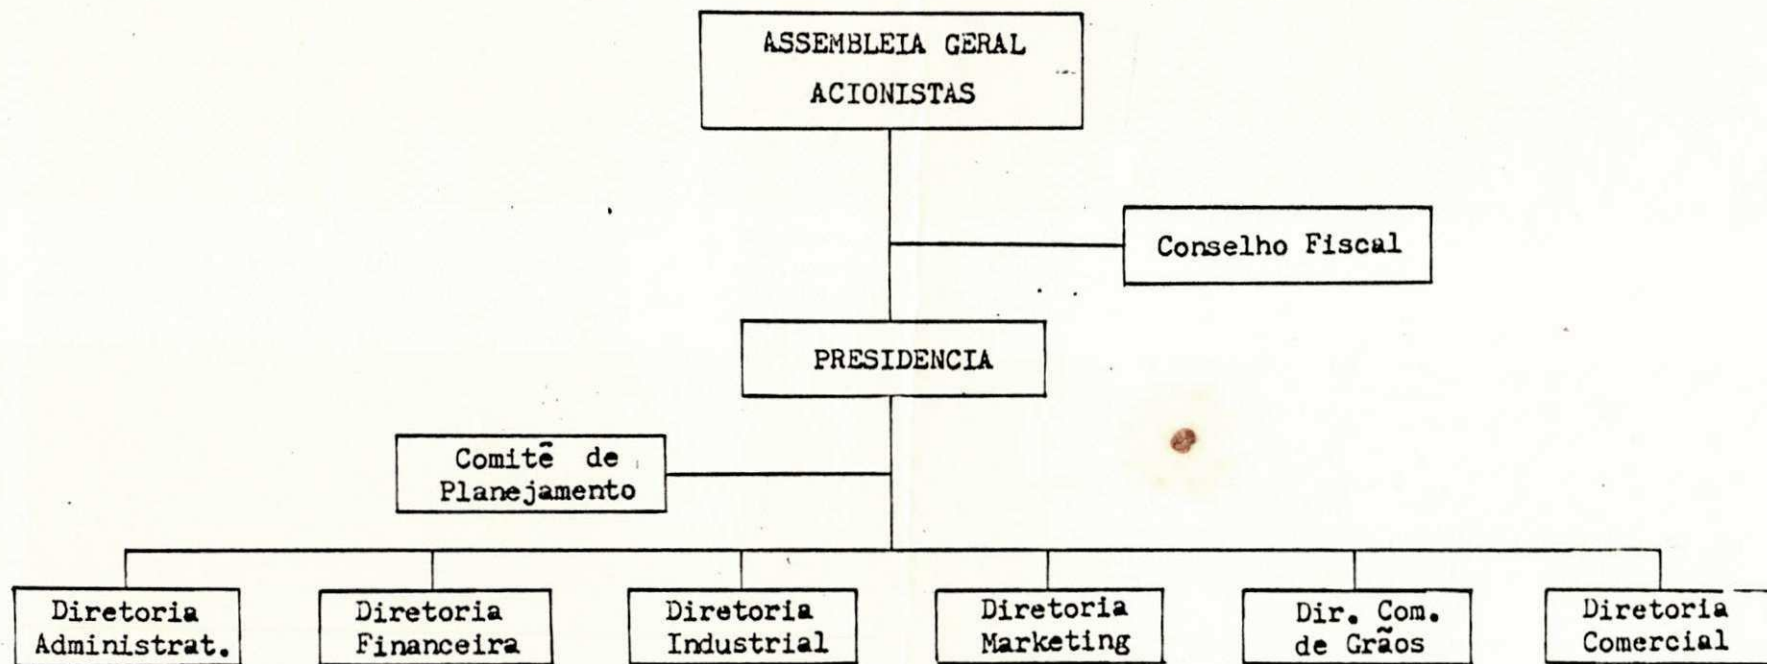 ASSEMBLEIA GERAL
ACIONISTAS
Conselho Fiscal
PRESIDENCIA
Comitê de
Planejamento
Diretoria
Administrat.
Diretoria
Financeira
Diretoria
Industrial
Diretoria
Marketing
Dir. Com.
de Grãos
Diretoria
Comercial